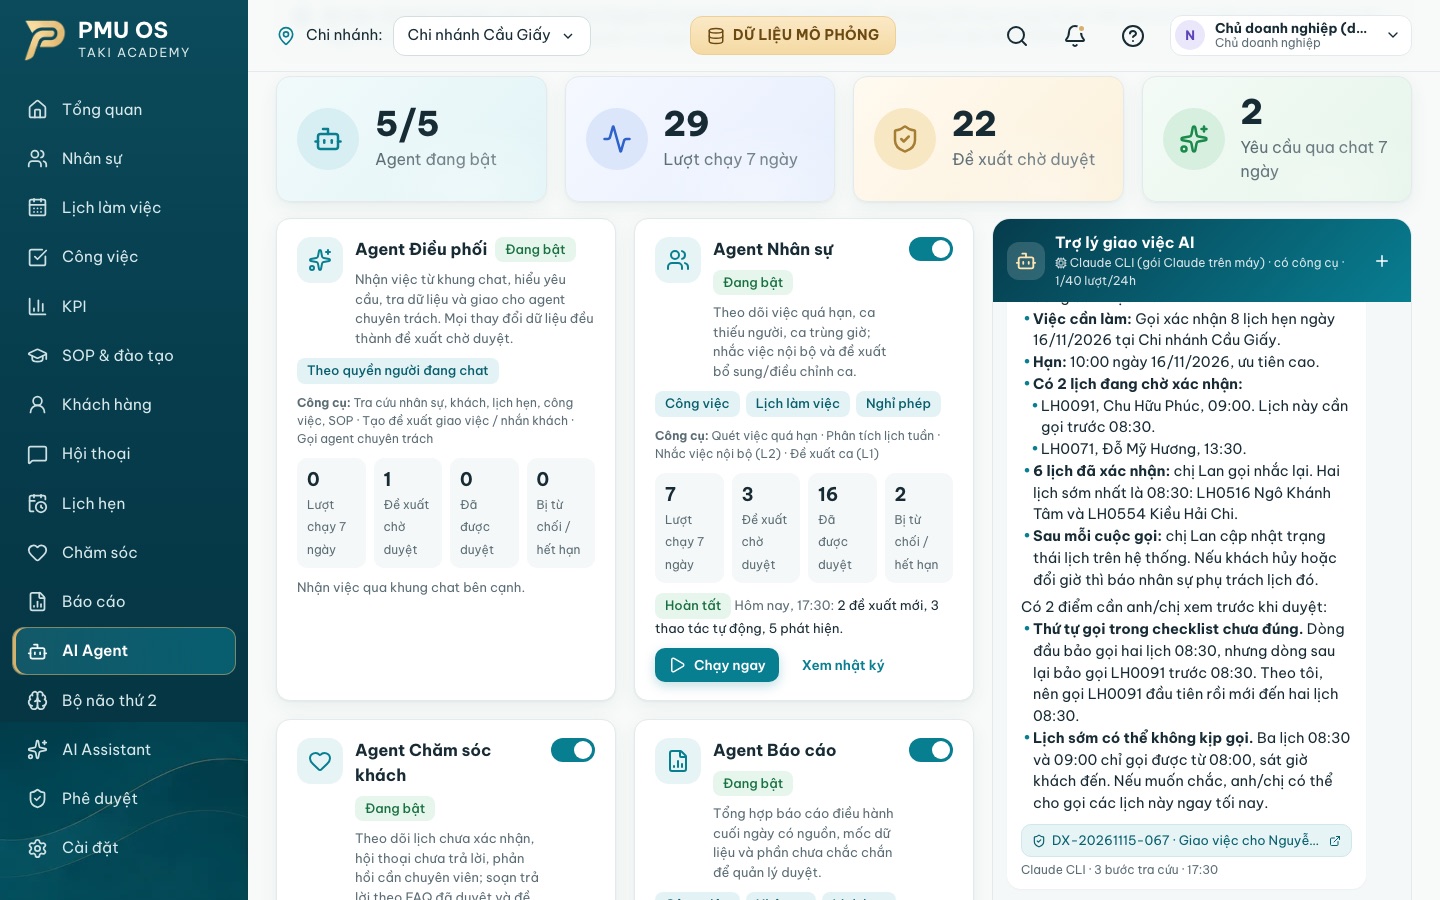 PMU OS
TAKI ACADEMY
Tổng quan
Nhân sự
Lịch làm việc
Công việc
KPI
SOP & đào tạo
Khách hàng
Hội thoại
Lịch hẹn
Chăm sóc
Báo cáo
AI Agent
Bộ não thứ 2
AI Assistant
Phê duyệt
Cài đặt
Chi nhánh:
Chi nhánh Cầu Giấy
DỮ LIỆU MÔ PHỎNG
N
Chủ doanh nghiệp (d...
Chủ doanh nghiệp
5/5
Agent đang bật
29
Lượt chạy 7 ngày
22
Đề xuất chờ duyệt
2
Yêu cầu qua chat 7
ngày
Agent Điều phối
Đang bật
Nhận việc từ khung chat, hiểu yêu
cầu, tra dữ liệu và giao cho agent
chuyên trách. Mọi thay đổi dữ liệu đều
thành đề xuất chờ duyệt.
Theo quyền người đang chat
Công cụ: Tra cứu nhân sự, khách, lịch hẹn, công
việc, SOP · Tạo đề xuất giao việc / nhắn khách ·
Gọi agent chuyên trách
0
Lượt
chạy 7
ngày
1
Đề xuất
chờ
duyệt
0
Đã
được
duyệt
0
Bị từ
chối /
hết hạn
Nhận việc qua khung chat bên cạnh.
Agent Nhân sự
Đang bật
Theo dõi việc quá hạn, ca
thiếu người, ca trùng giờ;
nhắc việc nội bộ và đề xuất
bổ sung/điều chỉnh ca.
Công việc
Lịch làm việc
Nghỉ phép
Công cụ: Quét việc quá hạn · Phân tích lịch tuần ·
Nhắc việc nội bộ (L2) · Đề xuất ca (L1)
7
Lượt
chạy 7
ngày
3
Đề xuất
chờ
duyệt
16
Đã
được
duyệt
2
Bị từ
chối /
hết hạn
Hoàn tất Hôm nay, 17:30: 2 đề xuất mới, 3
thao tác tự động, 5 phát hiện.
Chạy ngay
Xem nhật ký
Agent Chăm sóc
khách
Đang bật
Theo dõi lịch chưa xác nhận,
hội thoại chưa trả lời, phản
hồi cần chuyên viên; soạn trả
lời theo FAQ đã duyệt và đề
Agent Báo cáo
Đang bật
Tổng hợp báo cáo điều hành
cuối ngày có nguồn, mốc dữ
liệu và phần chưa chắc chắn
để quản lý duyệt.
Trợ lý giao việc AI
Claude CLI (gói Claude trên máy) · có công cụ ·
1/40 lượt/24h
• Việc cần làm: Gọi xác nhận 8 lịch hẹn ngày
16/11/2026 tại Chi nhánh Cầu Giấy.
• Hạn: 10:00 ngày 16/11/2026, ưu tiên cao.
• Có 2 lịch đang chờ xác nhận:
• LH0091, Chu Hữu Phúc, 09:00. Lịch này cần
gọi trước 08:30.
• LH0071, Đỗ Mỹ Hương, 13:30.
• 6 lịch đã xác nhận: chị Lan gọi nhắc lại. Hai
lịch sớm nhất là 08:30: LH0516 Ngô Khánh
Tâm và LH0554 Kiều Hải Chi.
• Sau mỗi cuộc gọi: chị Lan cập nhật trạng
thái lịch trên hệ thống. Nếu khách hủy hoặc
đổi giờ thì báo nhân sự phụ trách lịch đó.
Có 2 điểm cần anh/chị xem trước khi duyệt:
• Thứ tự gọi trong checklist chưa đúng. Dòng
đầu bảo gọi hai lịch 08:30, nhưng dòng sau
lại bảo gọi LH0091 trước 08:30. Theo tôi,
nên gọi LH0091 đầu tiên rồi mới đến hai lịch
08:30.
• Lịch sớm có thể không kịp gọi. Ba lịch 08:30
và 09:00 chỉ gọi được từ 08:00, sát giờ
khách đến. Nếu muốn chắc, anh/chị có thể
cho gọi các lịch này ngay tối nay.
DX-20261115-067 · Giao việc cho Nguyễ...
Claude CLI · 3 bước tra cứu · 17:30